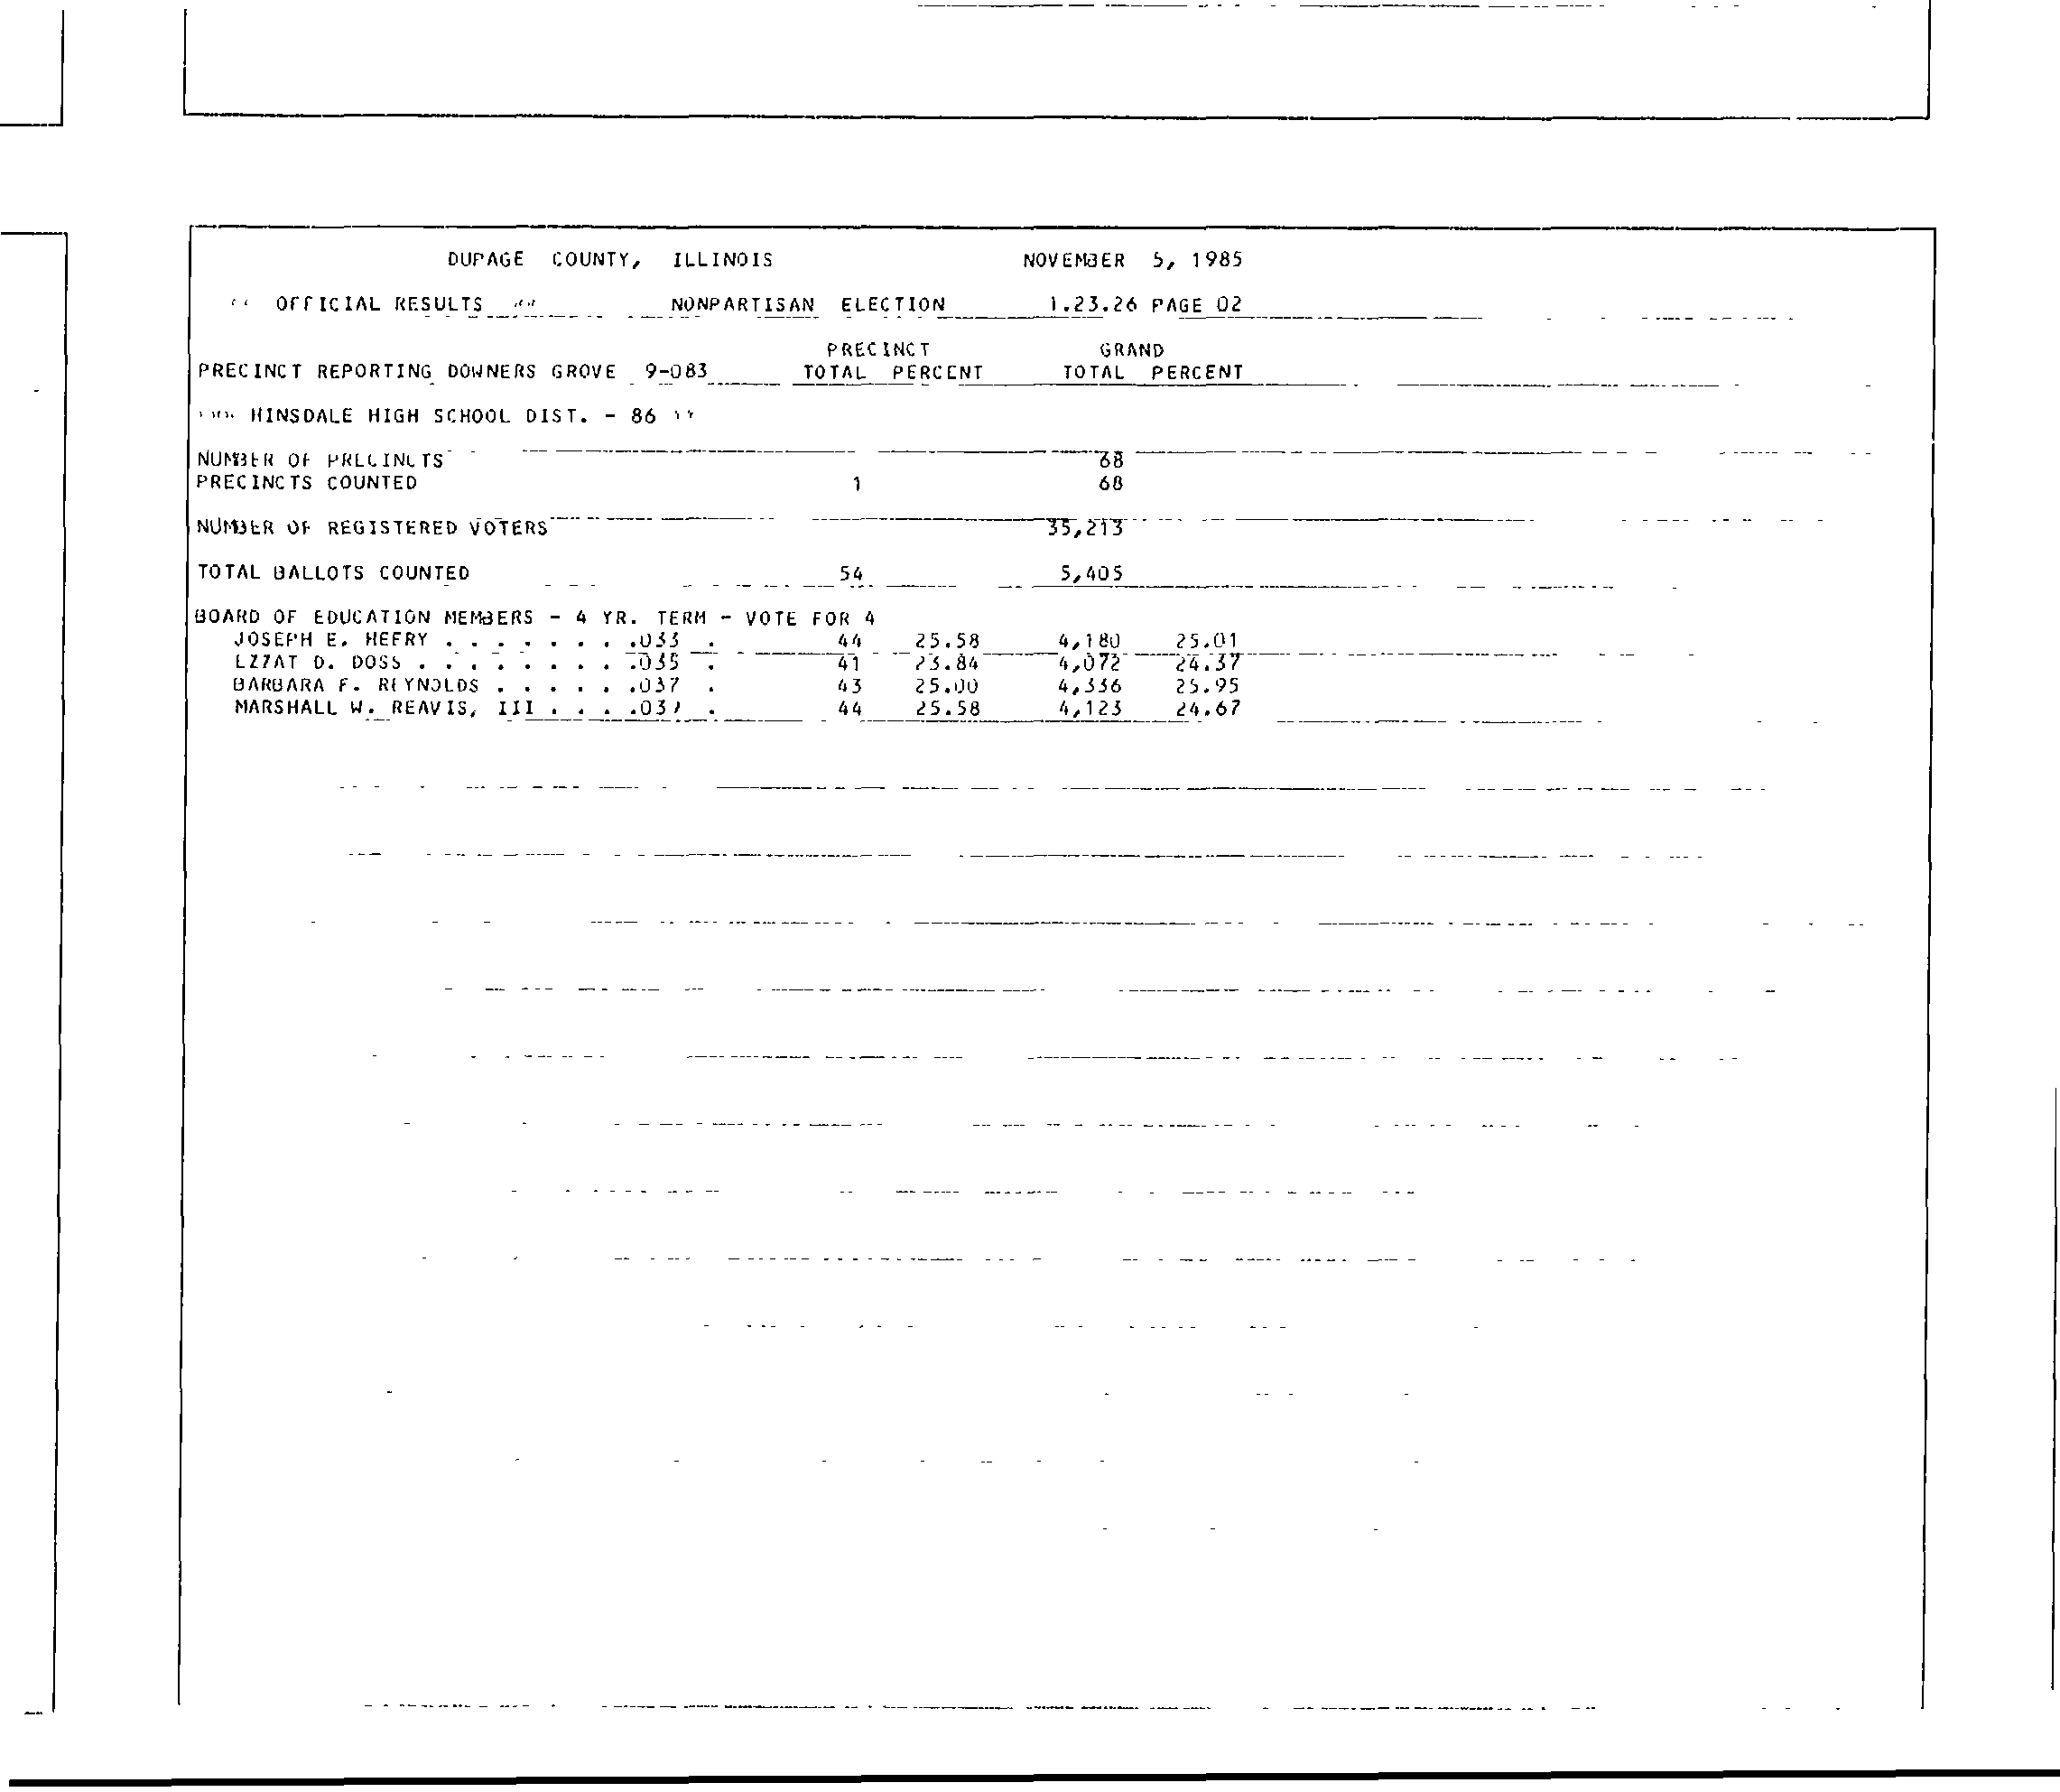 DUPAGE COUNTY, ILLINOIS NOVEMBER 5, 1985
OFFICIAL RESULTS NONPARTISAN ELECTION 1.23.26 PAGE 02
PRECINCT GRAND
PRECINCT REPORTING DOWNERS GROVE 9-083 TOTAL PERCENT TOTAL PERCENT
HINSDALE HIGH SCHOOL DIST. - 86
NUMBER OF PRECINCTS 68
PRECINCTS COUNTED 1 68
NUMBER OF REGISTERED VOTERS 35,213
TOTAL BALLOTS COUNTED 54 5,405
BOARD OF EDUCATION MEMBERS - 4 YR. TERM - VOTE FOR 4
JOSEPH E. HEFRY . . . . . . . .033 . 44 25.58 4,180 25.01
D. DOSS . . . . . . . .035 . 41 23.84 4,072 24.37
BARBARA F. REYNOLDS . . . . . .037 . 43 25.00 4,336 25.95
MARSHALL W. REAVIS, III . . . . 44 25.58 4,123 24.67